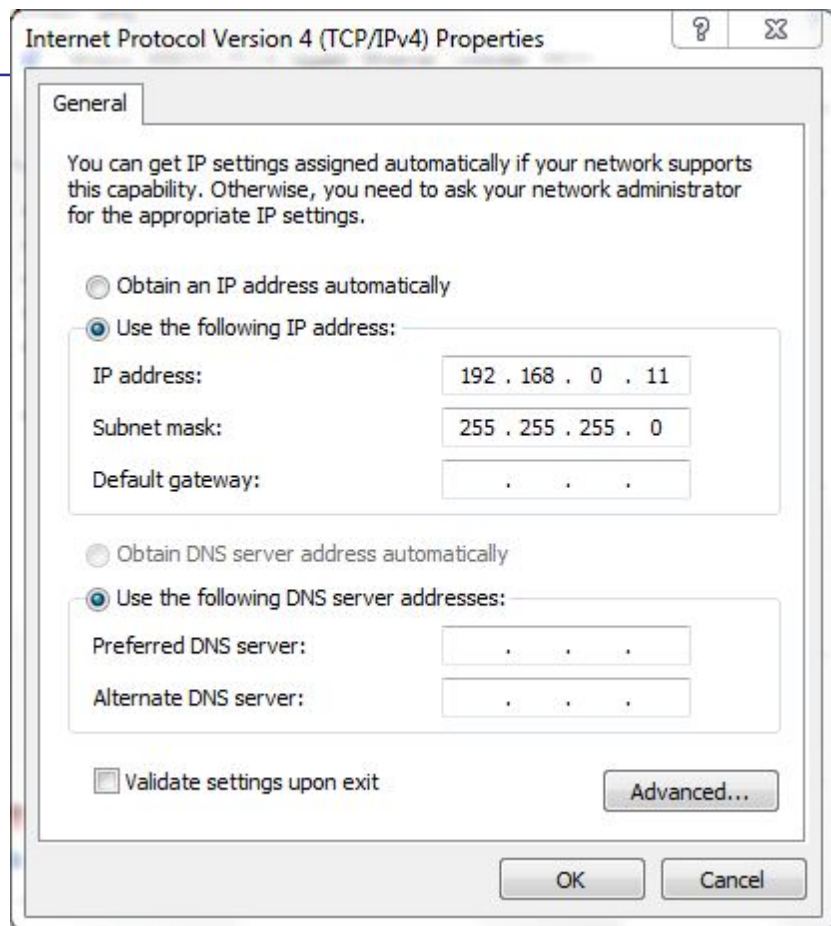 Internet Protocol Version 4 (TCP/IPv4) Properties
General
You can get IP settings assigned automatically if your network supports
this capability. Otherwise, you need to ask your network administrator
for the appropriate IP settings.
Obtain an IP address automatically
Use the following IP address:
IP address: 192 . 168 . 0 . 11
Subnet mask: 255 . 255 . 255 . 0
Default gateway: . . .
Obtain DNS server address automatically
Use the following DNS server addresses:
Preferred DNS server: . . .
Alternate DNS server: . . .
Validate settings upon exit
Advanced...
OK Cancel